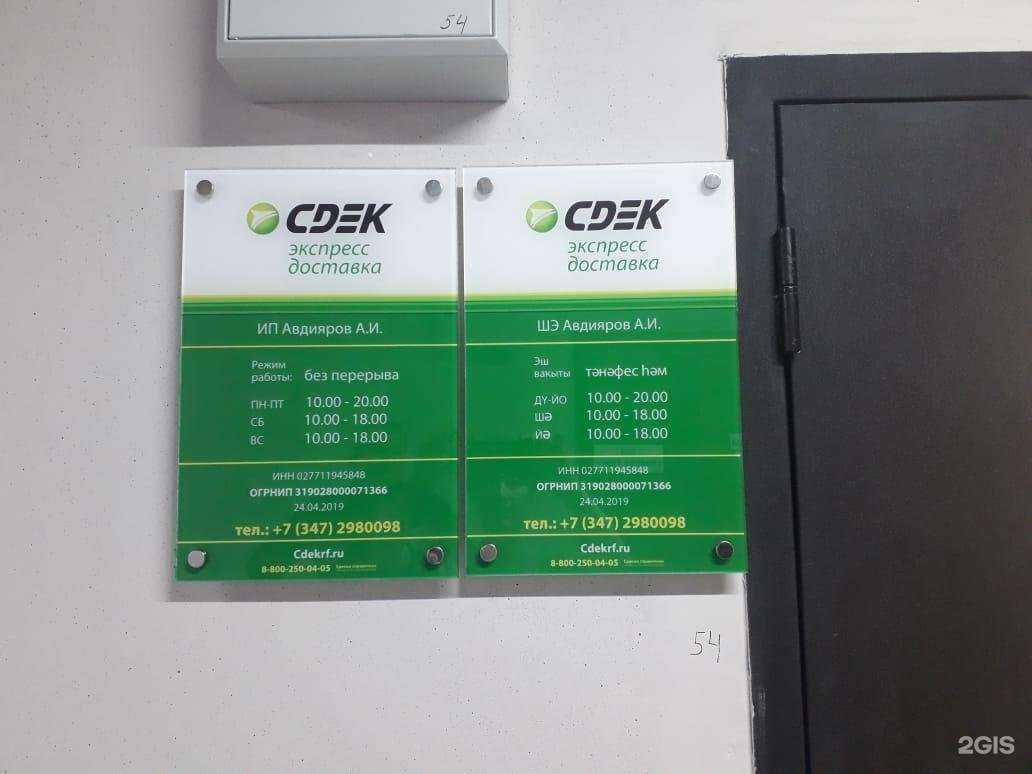 54
CDEK
экспресс
доставка
ИП Авдияров А.И.
Режим
работы: без перерыва
ПН-ПТ 10.00 - 20.00
СБ 10.00 - 18.00
ВС 10.00 - 18.00
ИНН 027711945848
ОГРНИП 319028000071366
24.04.2019
тел.: +7 (347) 2980098
Cdekrf.ru
8-800-250-04-05
CDEK
экспресс
доставка
ШЭ Авдияров А.И.
Эш
вакыты тәнәфес һәм
ДҮ-ЙО 10.00 - 20.00
ШӘ 10.00 - 18.00
ЙӘ 10.00 - 18.00
ИНН 027711945848
ОГРНИП 319028000071366
24.04.2019
тел.: +7 (347) 2980098
Cdekrf.ru
8-800-250-04-05
54
2GIS